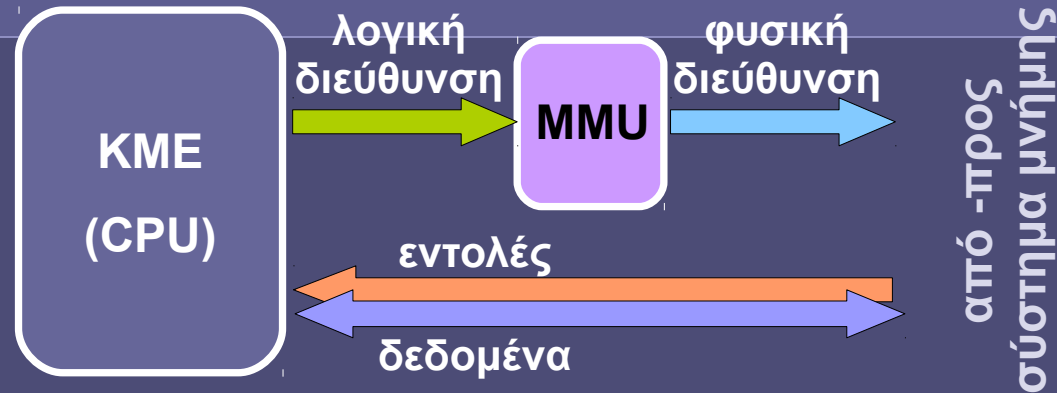 ΚΜΕ
(CPU)
λογική
διεύθυνση
MMU
φυσική
διεύθυνση
εντολές
δεδομένα
από -προς
σύστημα μνήμης